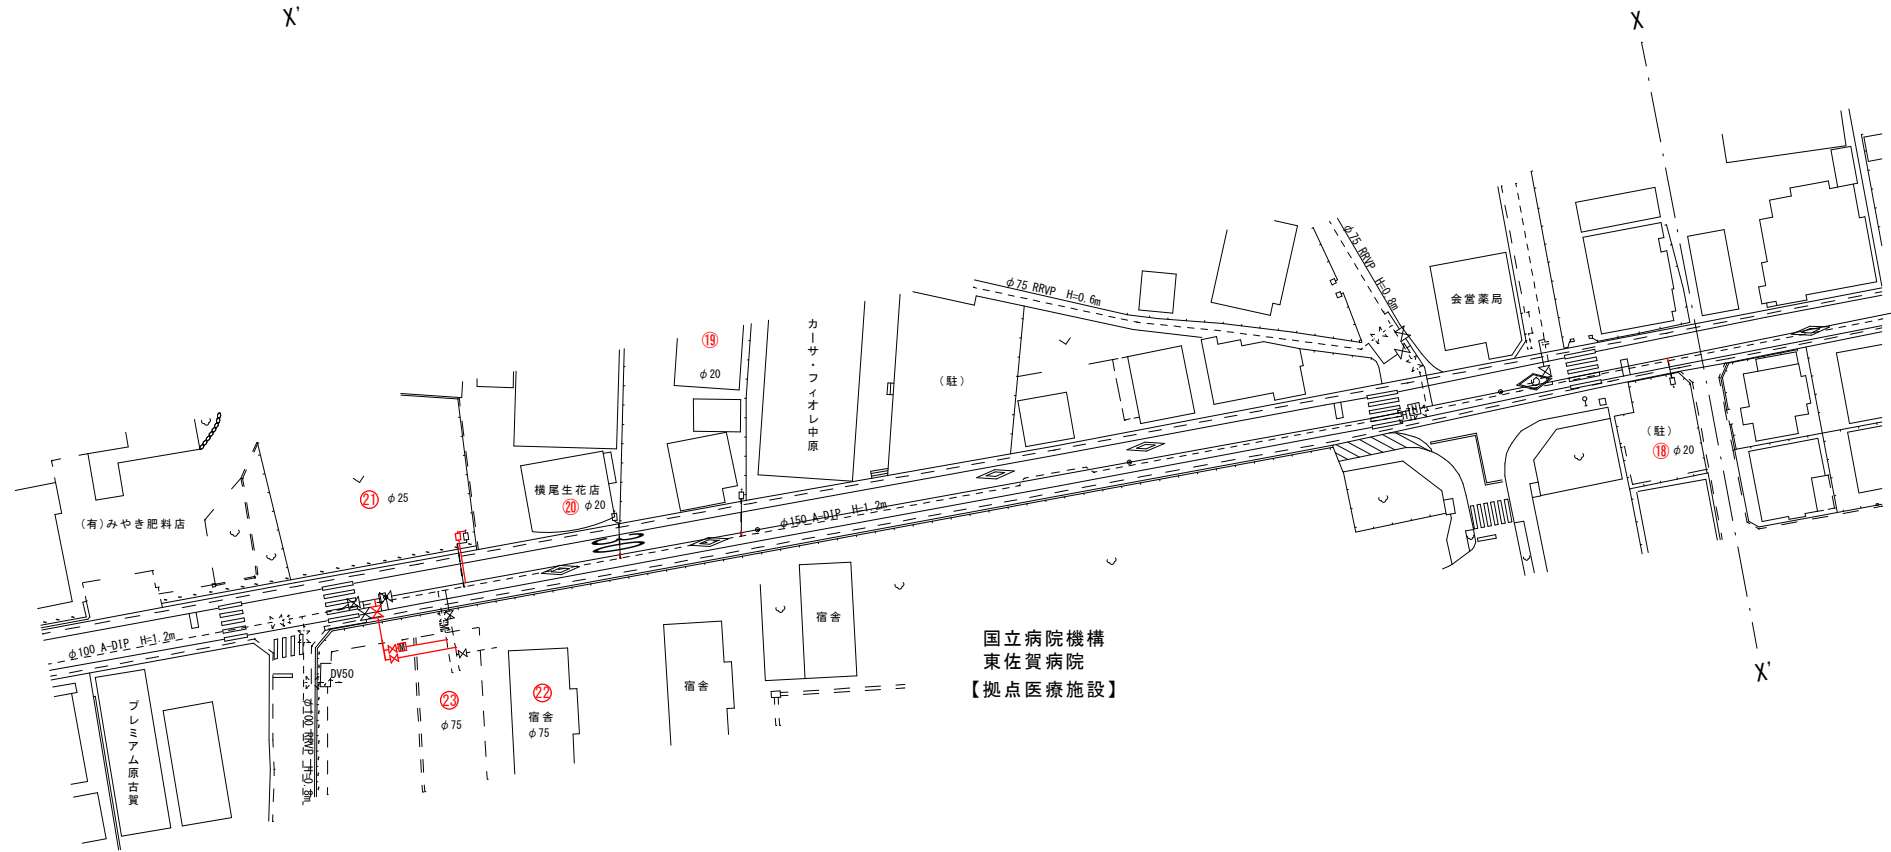 X'
X
φ75 RRVP H=0.8m
会営薬局
φ75 RRVP H=0.6m
カーサ・フィオレ中原
⑲
φ20
(駐)
(駐)
⑱ φ20
横尾生花店
⑳ φ20
㉑ φ25
(有)みやき肥料店
φ150 A-DIP H=1.2m
φ100 A-DIP H=1.2m
宿舎
国立病院機構
東佐賀病院
【拠点医療施設】
X'
宿舎
DV50
㉓
φ75
㉒
宿舎
φ75
φ100 RRVP H=0.8m
プレミアム原古賀